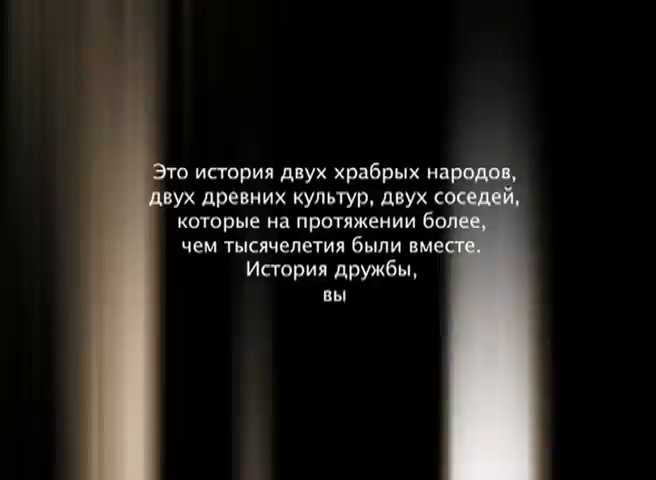 Это история двух храбрых народов,
двух древних культур, двух соседей,
которые на протяжении более,
чем тысячелетия были вместе.
История дружбы,
вы